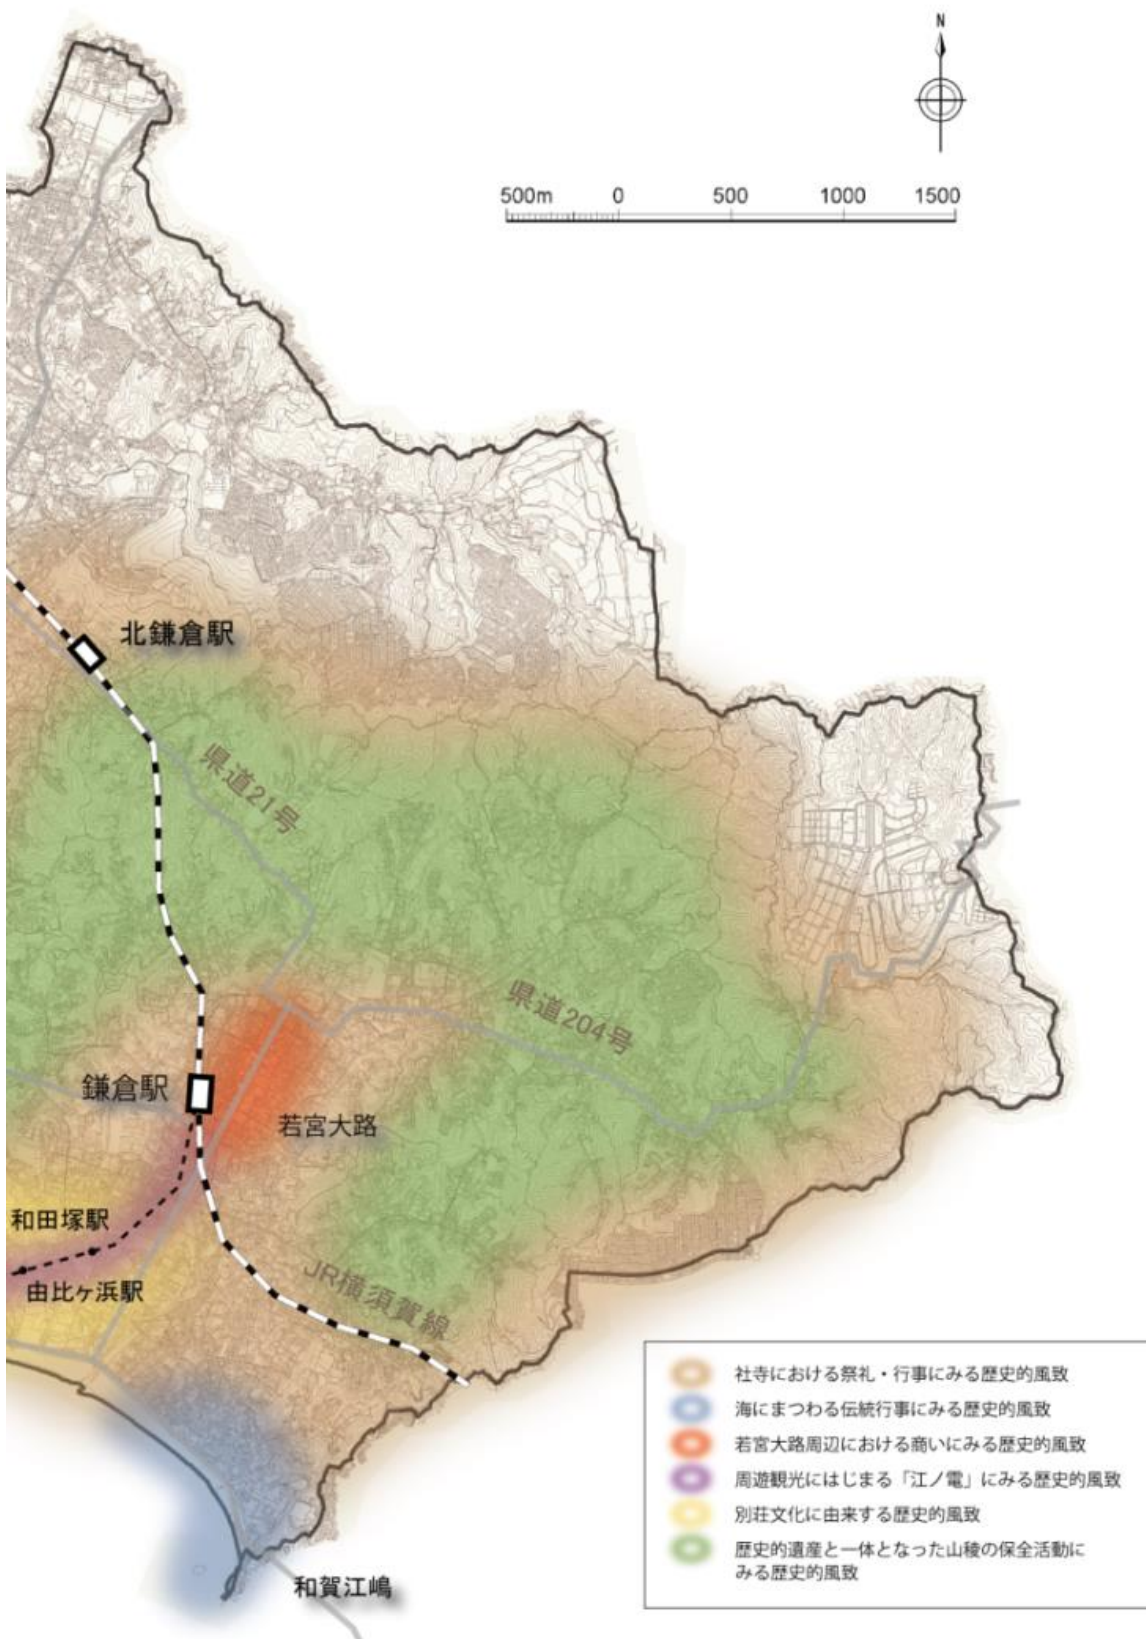 N
500m 0 500 1000 1500
北鎌倉駅
県道21号
県道204号
鎌倉駅
若宮大路
和田塚駅
由比ヶ浜駅
JR横須賀線
社寺における祭礼・行事にみる歴史的風致
海にまつわる伝統行事にみる歴史的風致
若宮大路周辺における商いにみる歴史的風致
周遊観光にはじまる「江ノ電」にみる歴史的風致
別荘文化に由来する歴史的風致
歴史的遺産と一体となった山稜の保全活動に
みる歴史的風致
和賀江嶋